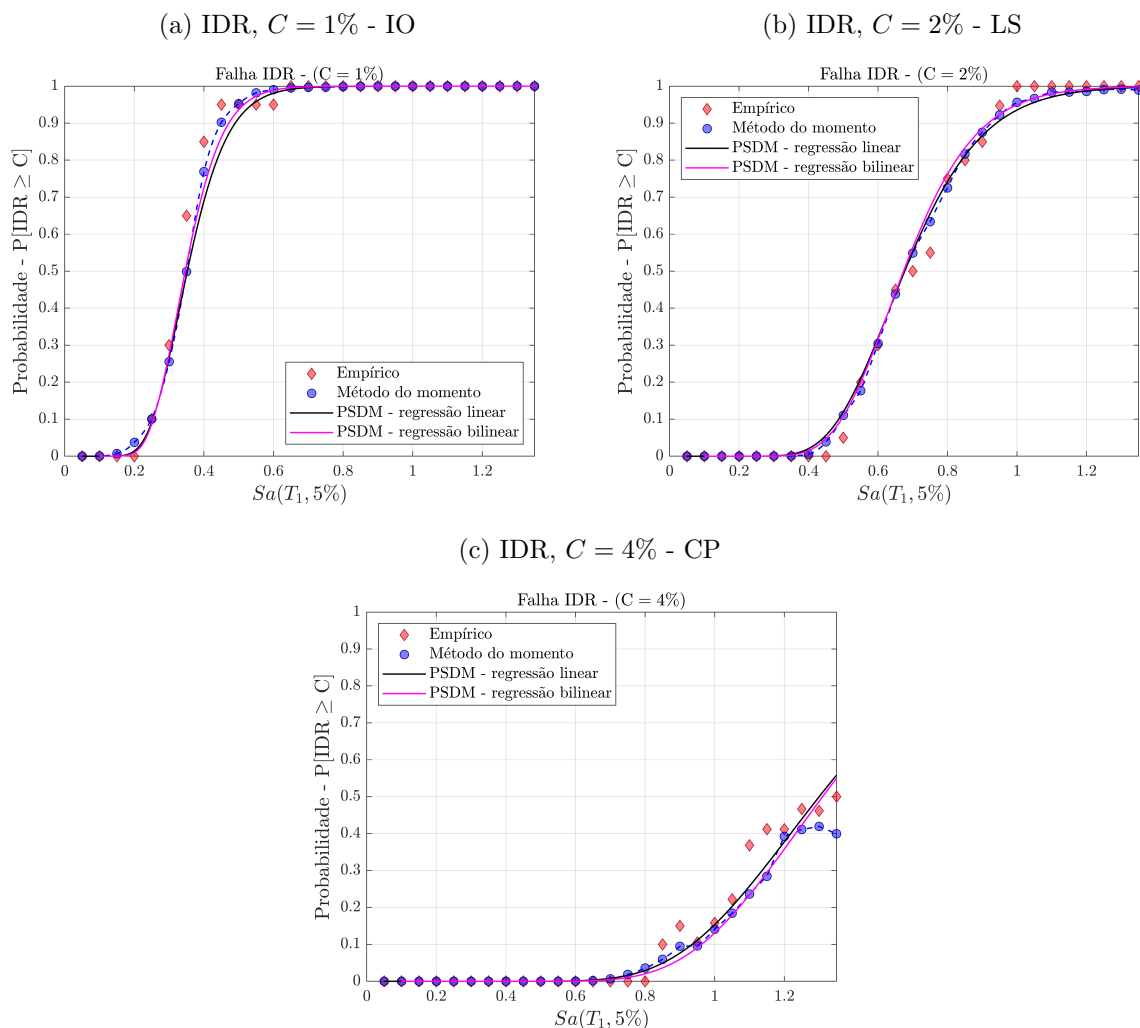 (a) IDR, C = 1% - IO
(b) IDR, C = 2% - LS
Falha IDR - (C = 1%)
Probabilidade - P[IDR ≥ C]
1
0.9
0.8
0.7
0.6
0.5
0.4
0.3
0.2
0.1
0
Empírico
Método do momento
PSDM - regressão linear
PSDM - regressão bilinear
0 0.2 0.4 0.6 0.8 1 1.2
Sa(T₁, 5%)
Falha IDR - (C = 2%)
Probabilidade - P[IDR ≥ C]
1
0.9
0.8
0.7
0.6
0.5
0.4
0.3
0.2
0.1
0
Empírico
Método do momento
PSDM - regressão linear
PSDM - regressão bilinear
0 0.2 0.4 0.6 0.8 1 1.2
Sa(T₁, 5%)
(c) IDR, C = 4% - CP
Falha IDR - (C = 4%)
Probabilidade - P[IDR ≥ C]
1
0.9
0.8
0.7
0.6
0.5
0.4
0.3
0.2
0.1
0
Empírico
Método do momento
PSDM - regressão linear
PSDM - regressão bilinear
0 0.2 0.4 0.6 0.8 1 1.2
Sa(T₁, 5%)